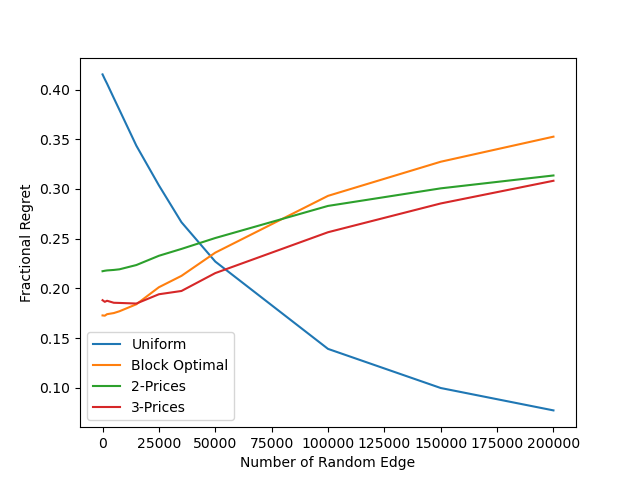 0.40
0.35
0.30
0.25
0.20
0.15
0.10
Fractional Regret
Uniform
Block Optimal
2-Prices
3-Prices
0 25000 50000 75000 100000 125000 150000 175000 200000
Number of Random Edge